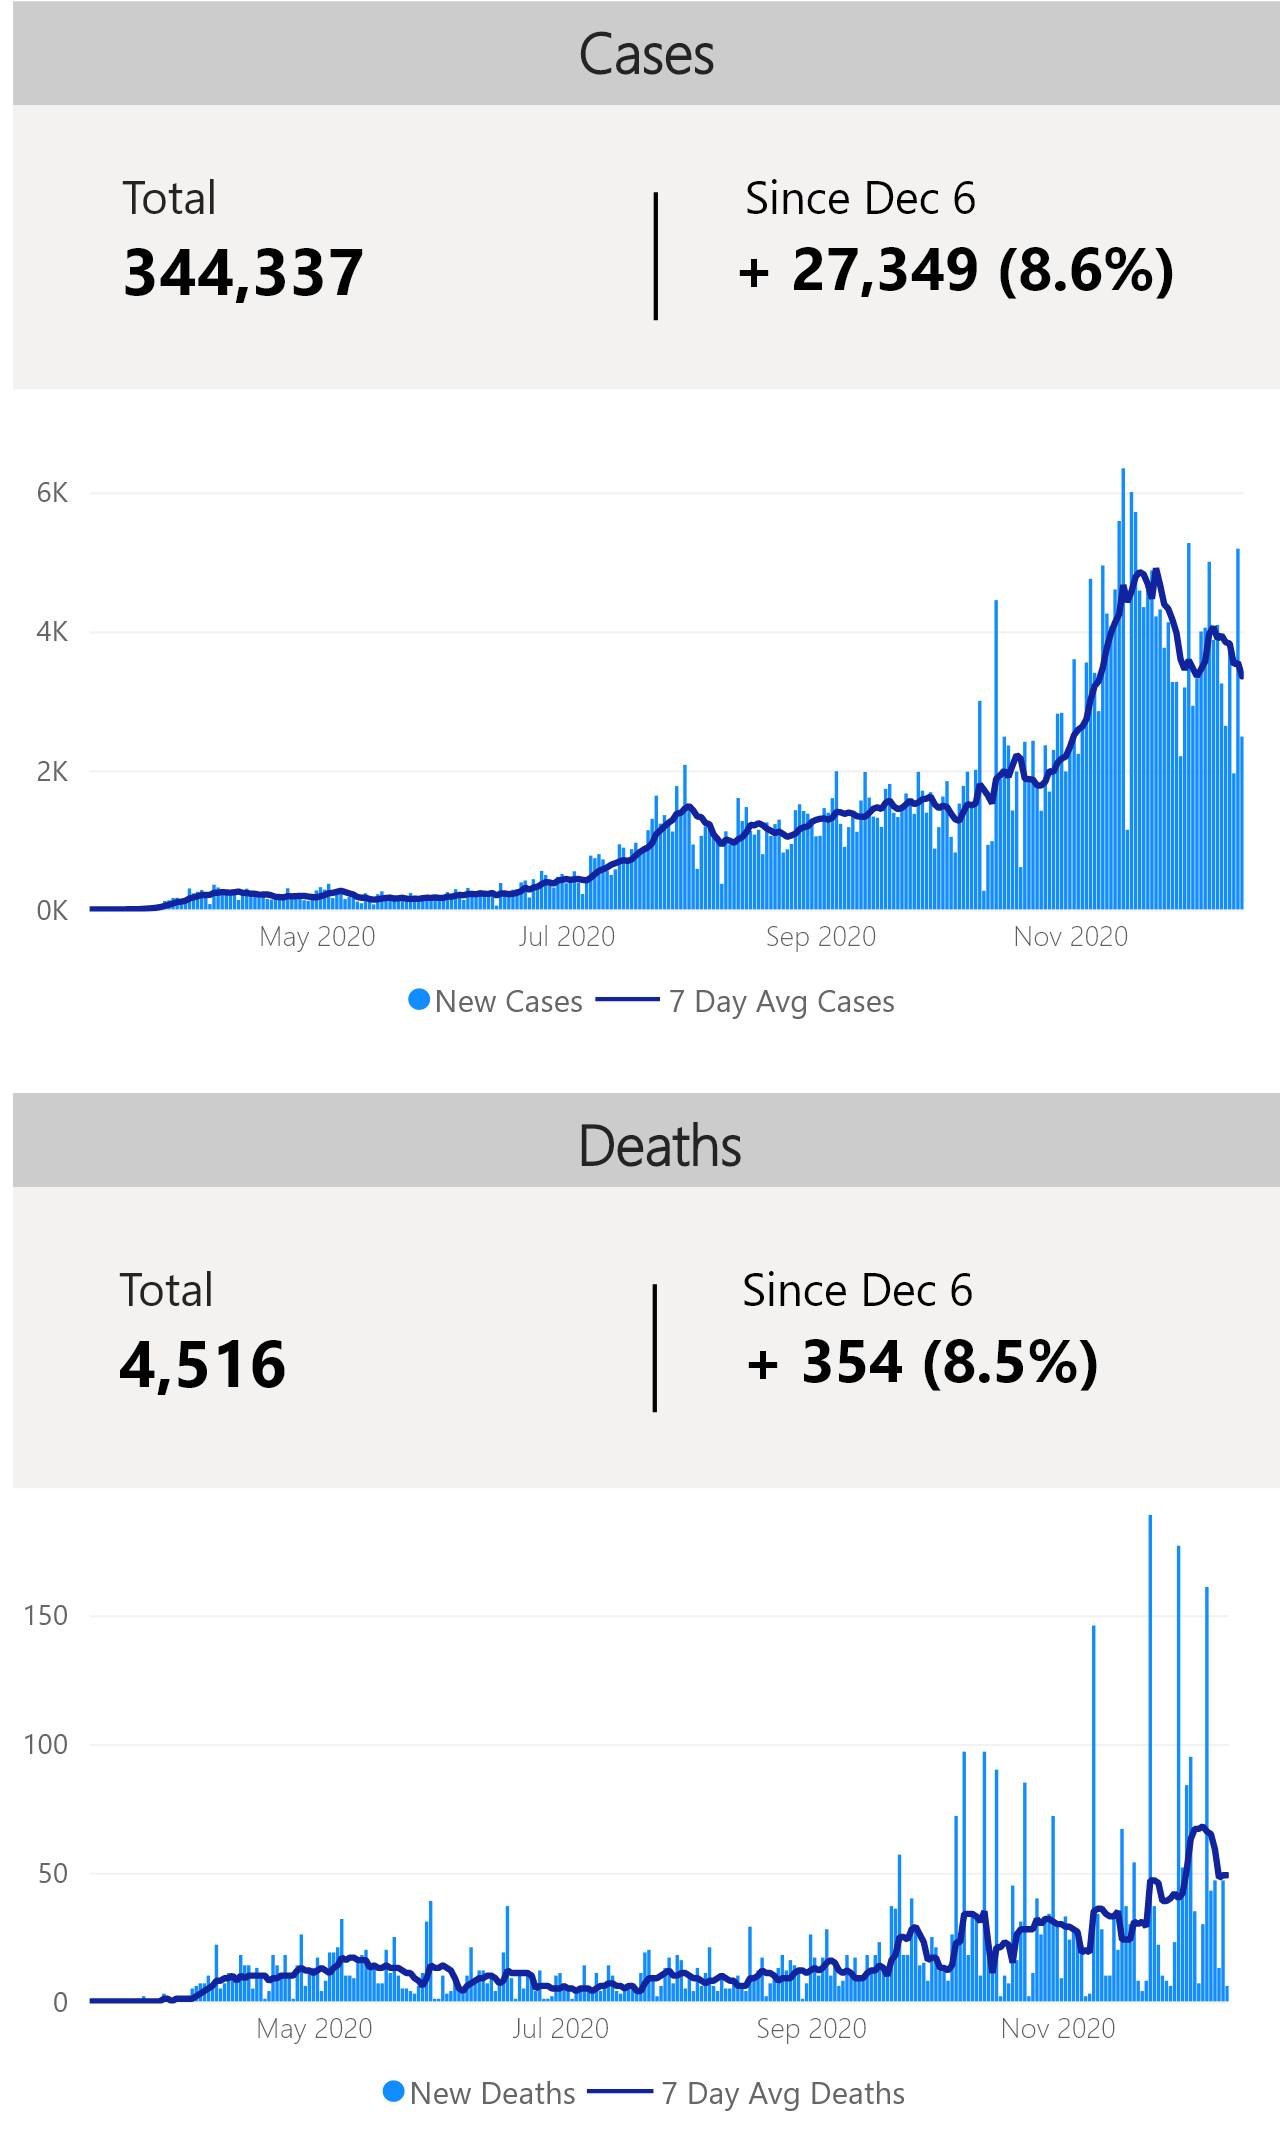 Cases
Total
Since Dec 6
344,337
+ 27,349 (8.6%)
6K
4K
2K
0K
May 2020
Jul 2020
Sep 2020
Nov 2020
New Cases
7 Day Avg Cases
Deaths
Total
Since Dec 6
4,516
+ 354 (8.5%)
150
100
50
0
May 2020
Jul 2020
Sep 2020
Nov 2020
New Deaths
7 Day Avg Deaths